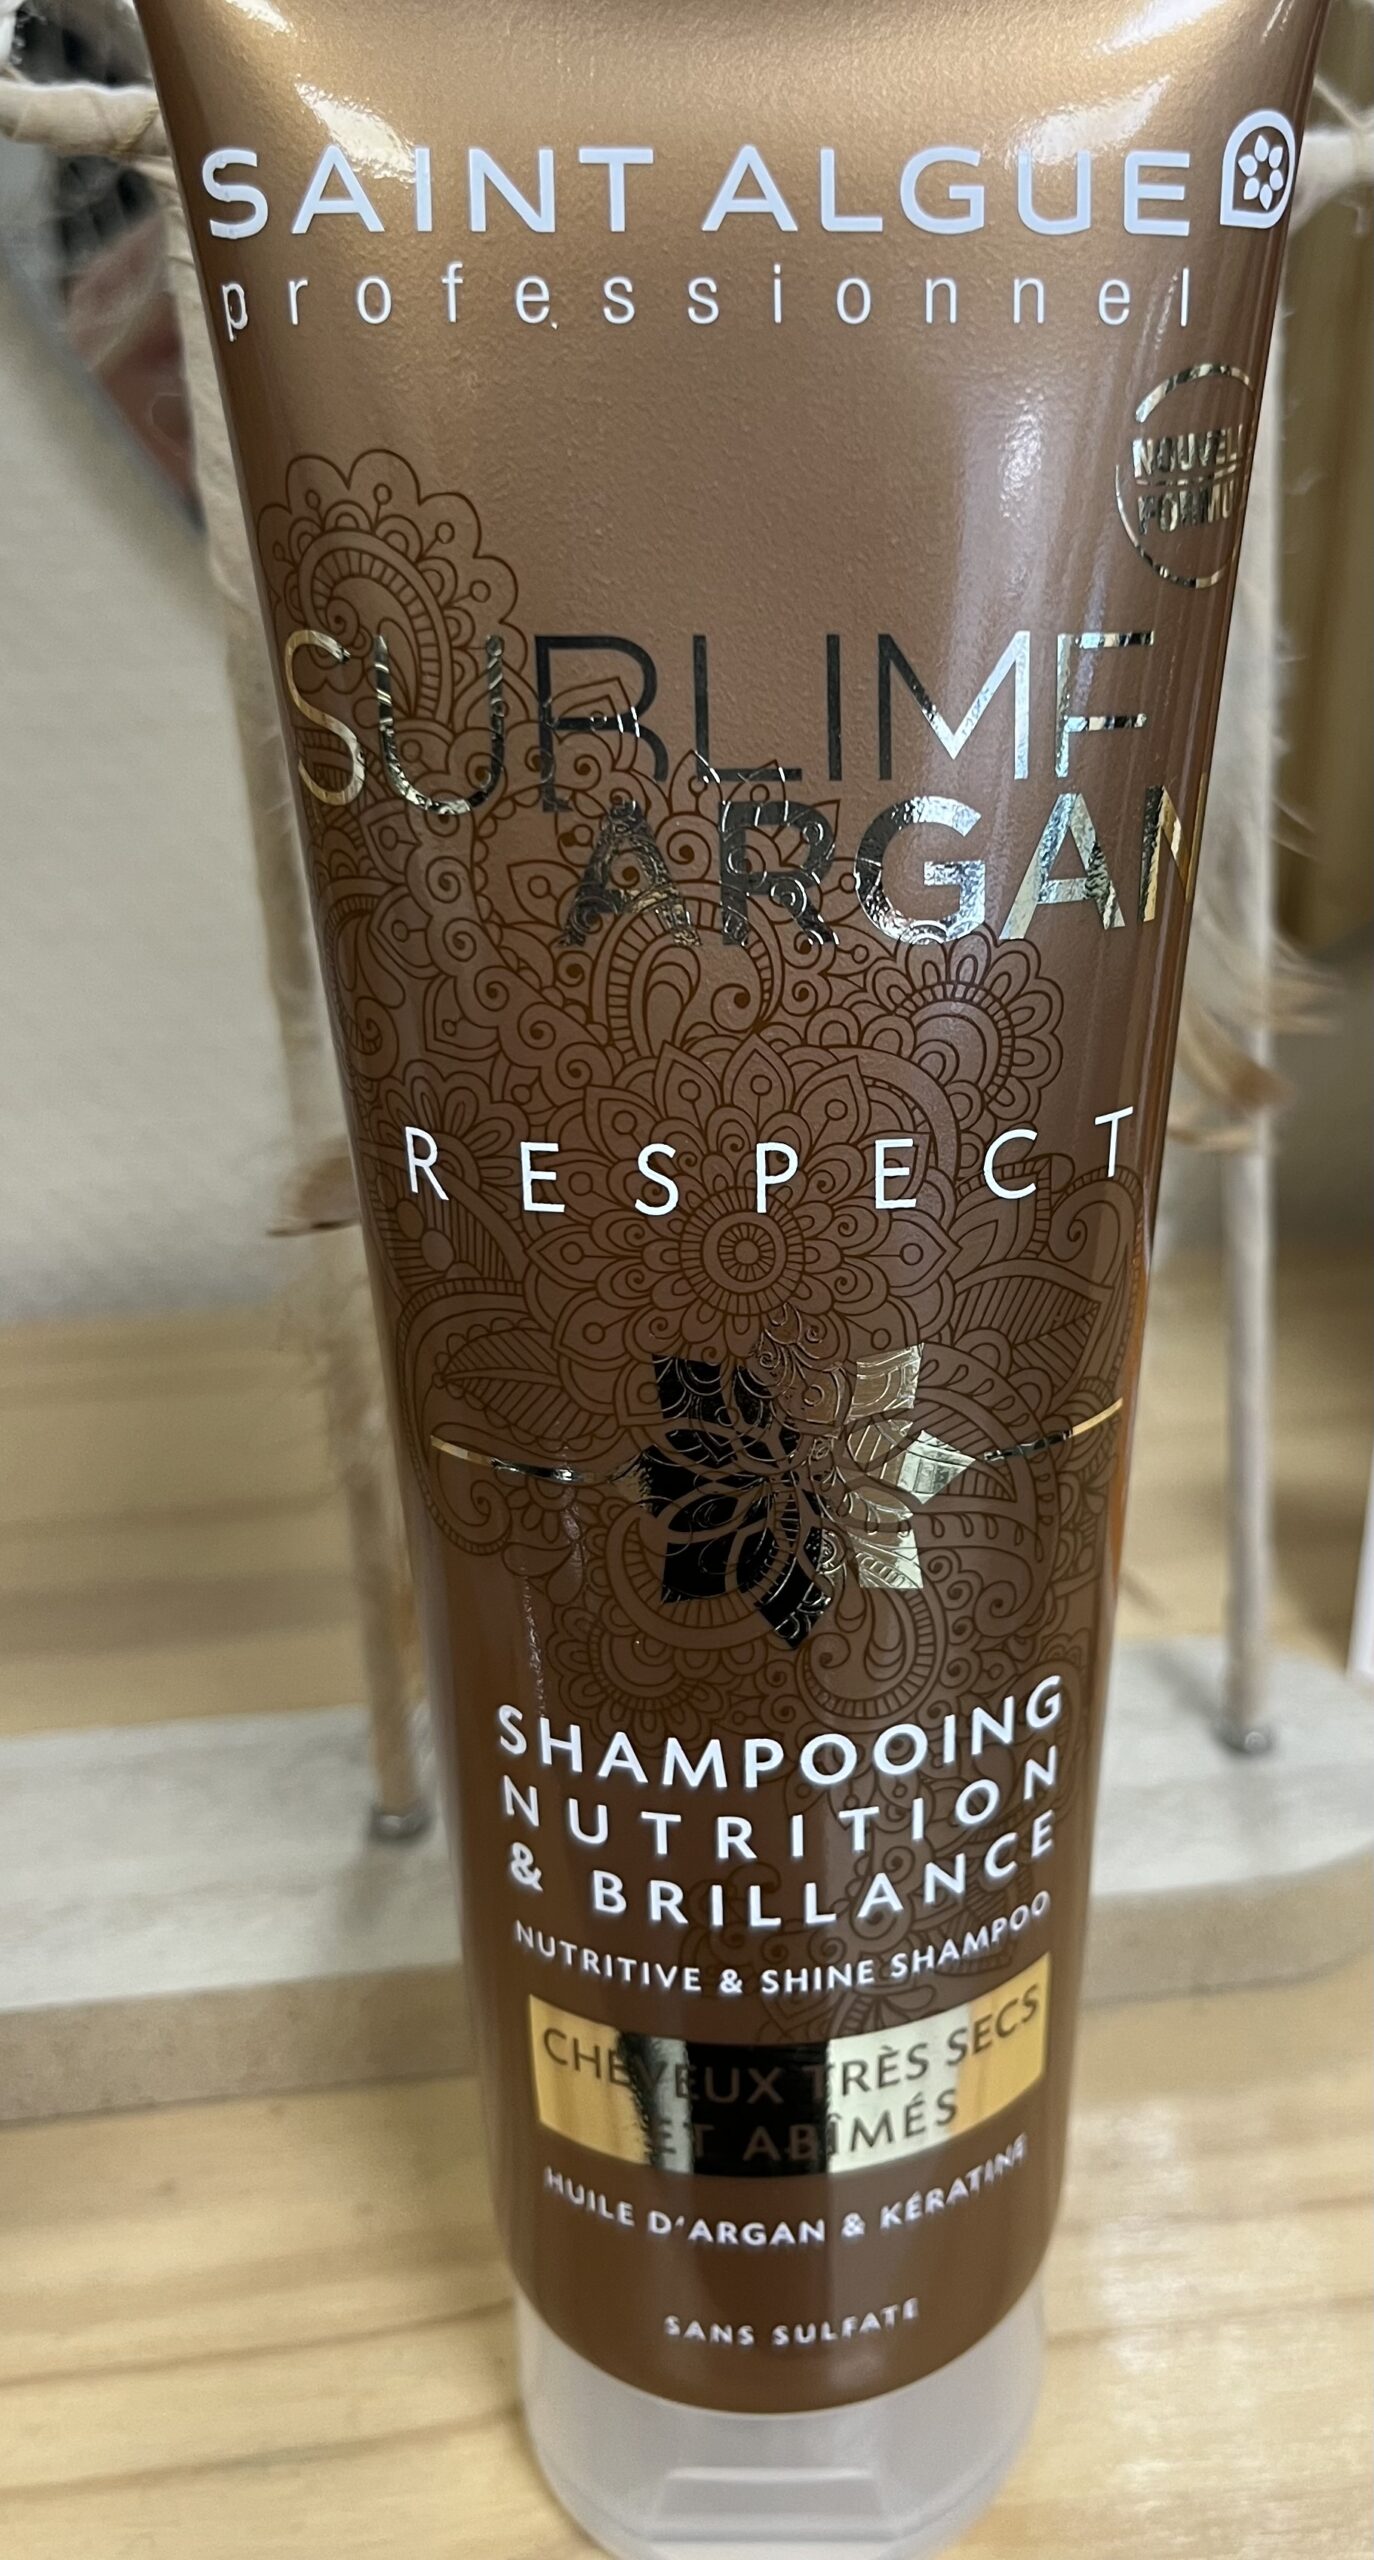 SAINT ALGUE
professionnel
SUBLIME
ARGAN
RESPECT
SHAMPOOING
NUTRITION
& BRILLANCE
NUTRITIVE & SHINE SHAMPOO
CHEVEUX TRÈS SECS
ET ABÎMÉS
HUILE D'ARGAN & KÉRATINE
SANS SULFATE